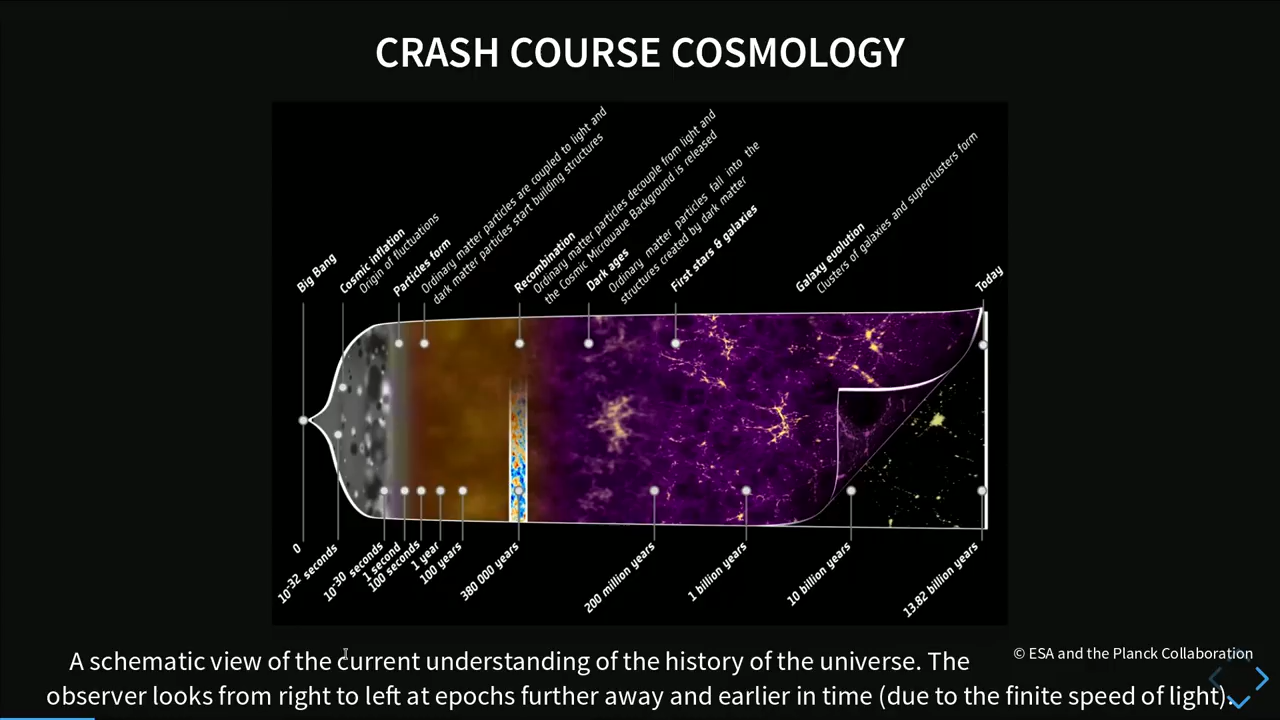 CRASH COURSE COSMOLOGY
Big Bang
Cosmic inflation
Origin of fluctuations
Particles form
Ordinary matter particles are coupled to light and
dark matter particles start building structures
Recombination
Ordinary matter particles decouple from light and
the Cosmic Microwave Background is released
Dark ages
Ordinary matter particles fall into the
structures created by dark matter
First stars & galaxies
Galaxy evolution
Clusters of galaxies and superclusters form
Today
0
10-32 seconds
10-30 seconds
1 second
100 seconds
1 year
100 years
380 000 years
200 million years
1 billion years
10 billion years
13.82 billion years
A schematic view of the current understanding of the history of the universe. The
© ESA and the Planck Collaboration
observer looks from right to left at epochs further away and earlier in time (due to the finite speed of light).